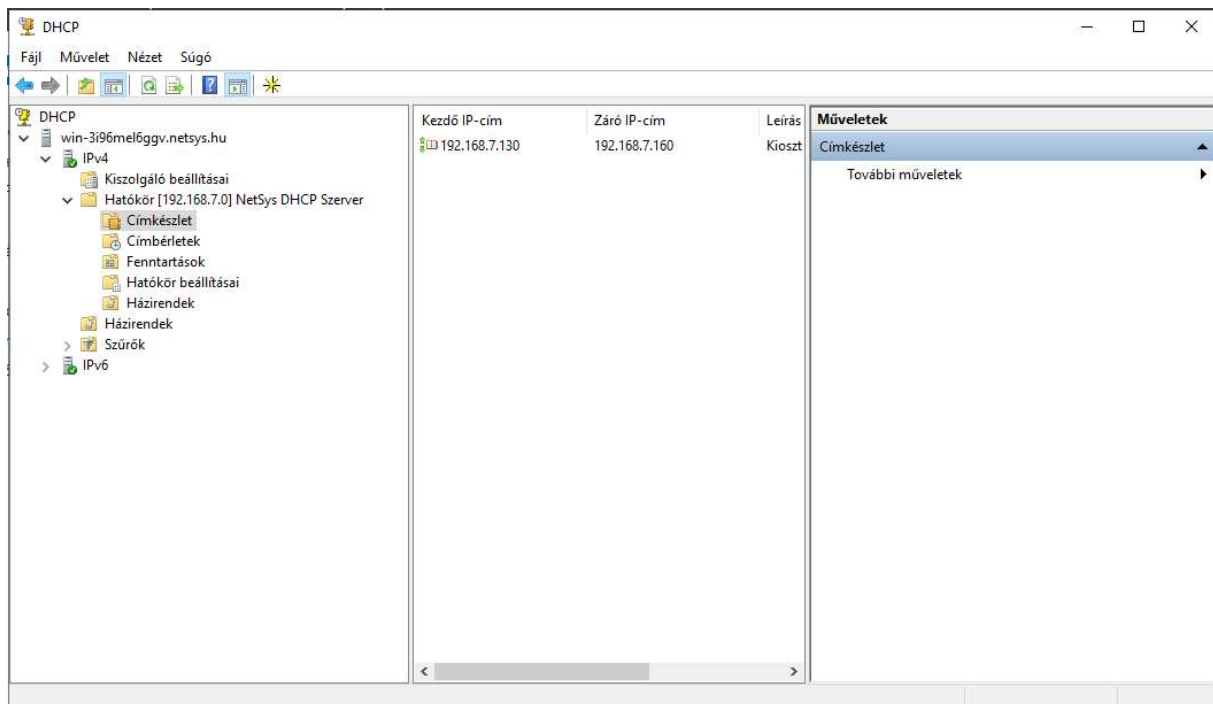 DHCP
Fájl Művelet Nézet Súgó
DHCP
win-3i96mel6ggv.netsys.hu
IPv4
Kiszolgáló beállításai
Hatókör [192.168.7.0] NetSys DHCP Szerver
Címkészlet
Címbérletek
Fenntartások
Hatókör beállításai
Házirendek
Házirendek
Szűrők
IPv6
Kezdő IP-cím Záró IP-cím Leírás
192.168.7.130 192.168.7.160 Kioszt
Műveletek
Címkészlet
További műveletek